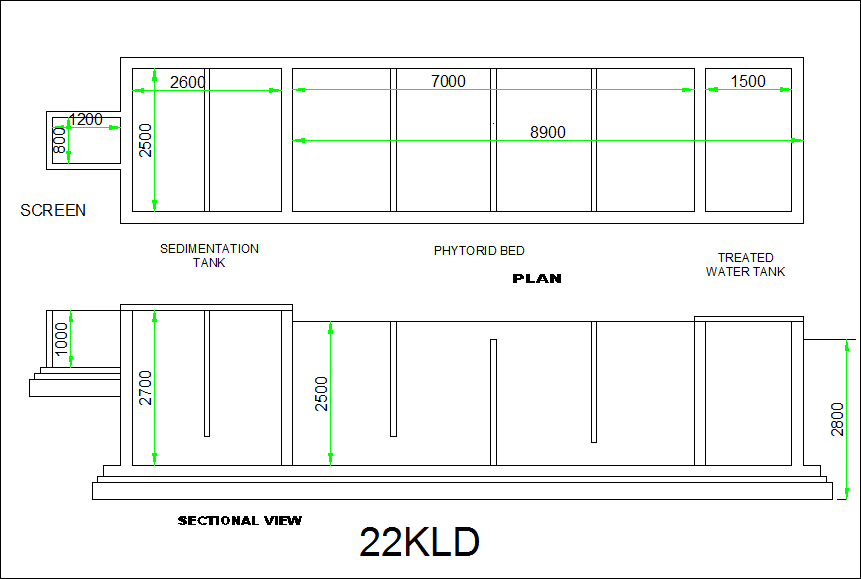 2600
7000
1500
1200
800
2500
8900
SCREEN
SEDIMENTATION
TANK
PHYTORID BED
TREATED
WATER TANK
PLAN
1000
2700
2500
2800
SECTIONAL VIEW
22KLD